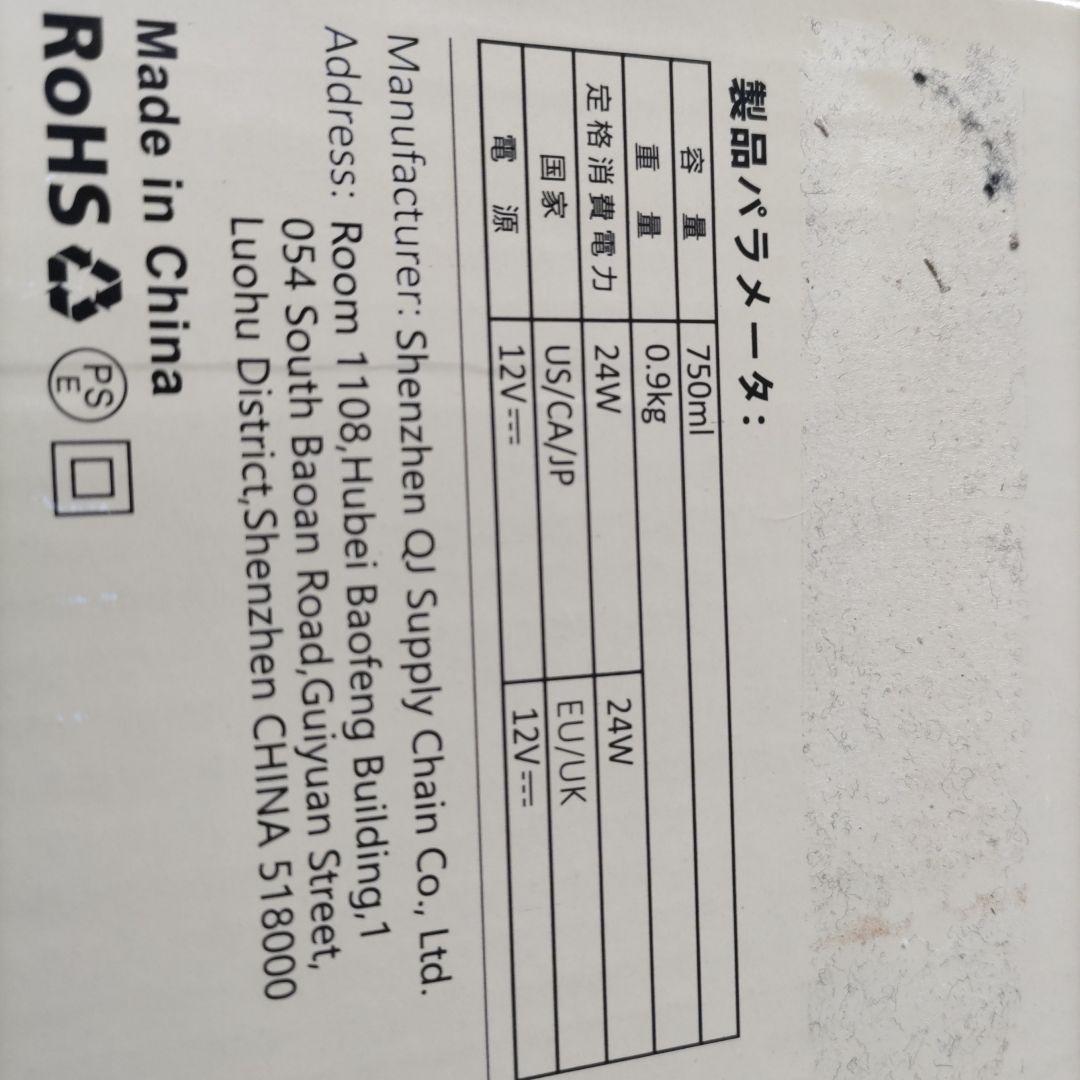 製品パラメータ:
容量 750ml
重量 0.9kg
定格消費電力 24W 24W
国家 US/CA/JP EU/UK
電源 12V⎓ 12V⎓
Manufacturer: Shenzhen QJ Supply Chain Co., Ltd.
Address: Room 1108,Hubei Baofeng Building,1
054 South Baoan Road,Guiyuan Street,
Luohu District,Shenzhen CHINA 518000
Made in China
RoHS PSE